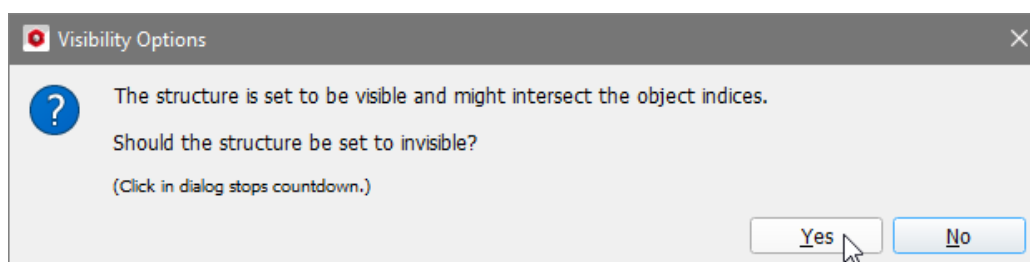 Visibility Options
The structure is set to be visible and might intersect the object indices.
Should the structure be set to invisible?
(Click in dialog stops countdown.)
Yes No